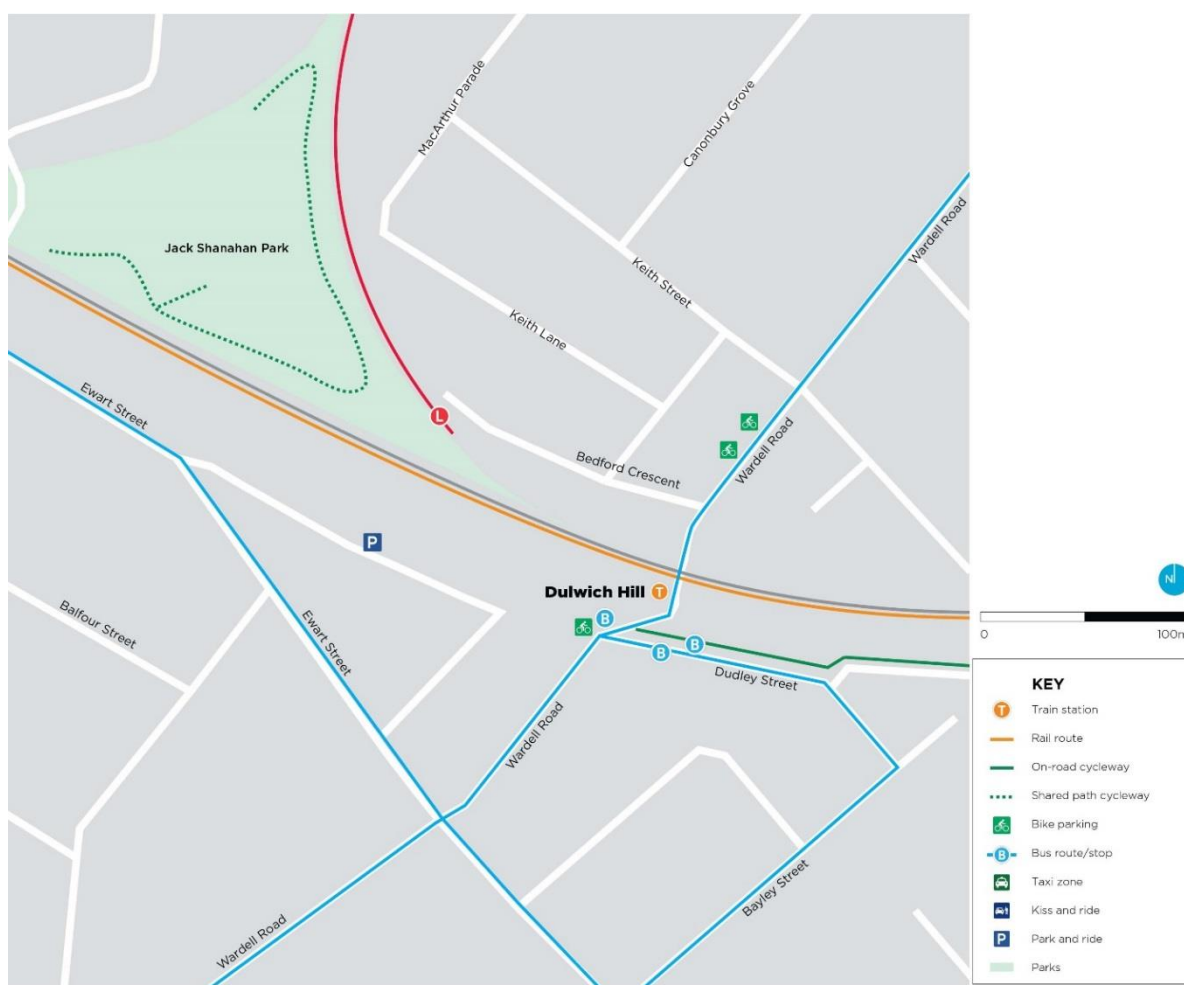 MacArthur Parade
Canonbury Grove
Wardell Road
Jack Shanahan Park
Keith Street
Keith Lane
L
Ewart Street
Wardell Road
Bedford Crescent
P
Dulwich Hill T
B
B
B
Balfour Street
Ewart Street
Dudley Street
Wardell Road
Bayley Street
Wardell Road
N
0 100m
KEY
T Train station
Rail route
On-road cycleway
Shared path cycleway
Bike parking
B Bus route/stop
Taxi zone
Kiss and ride
P Park and ride
Parks